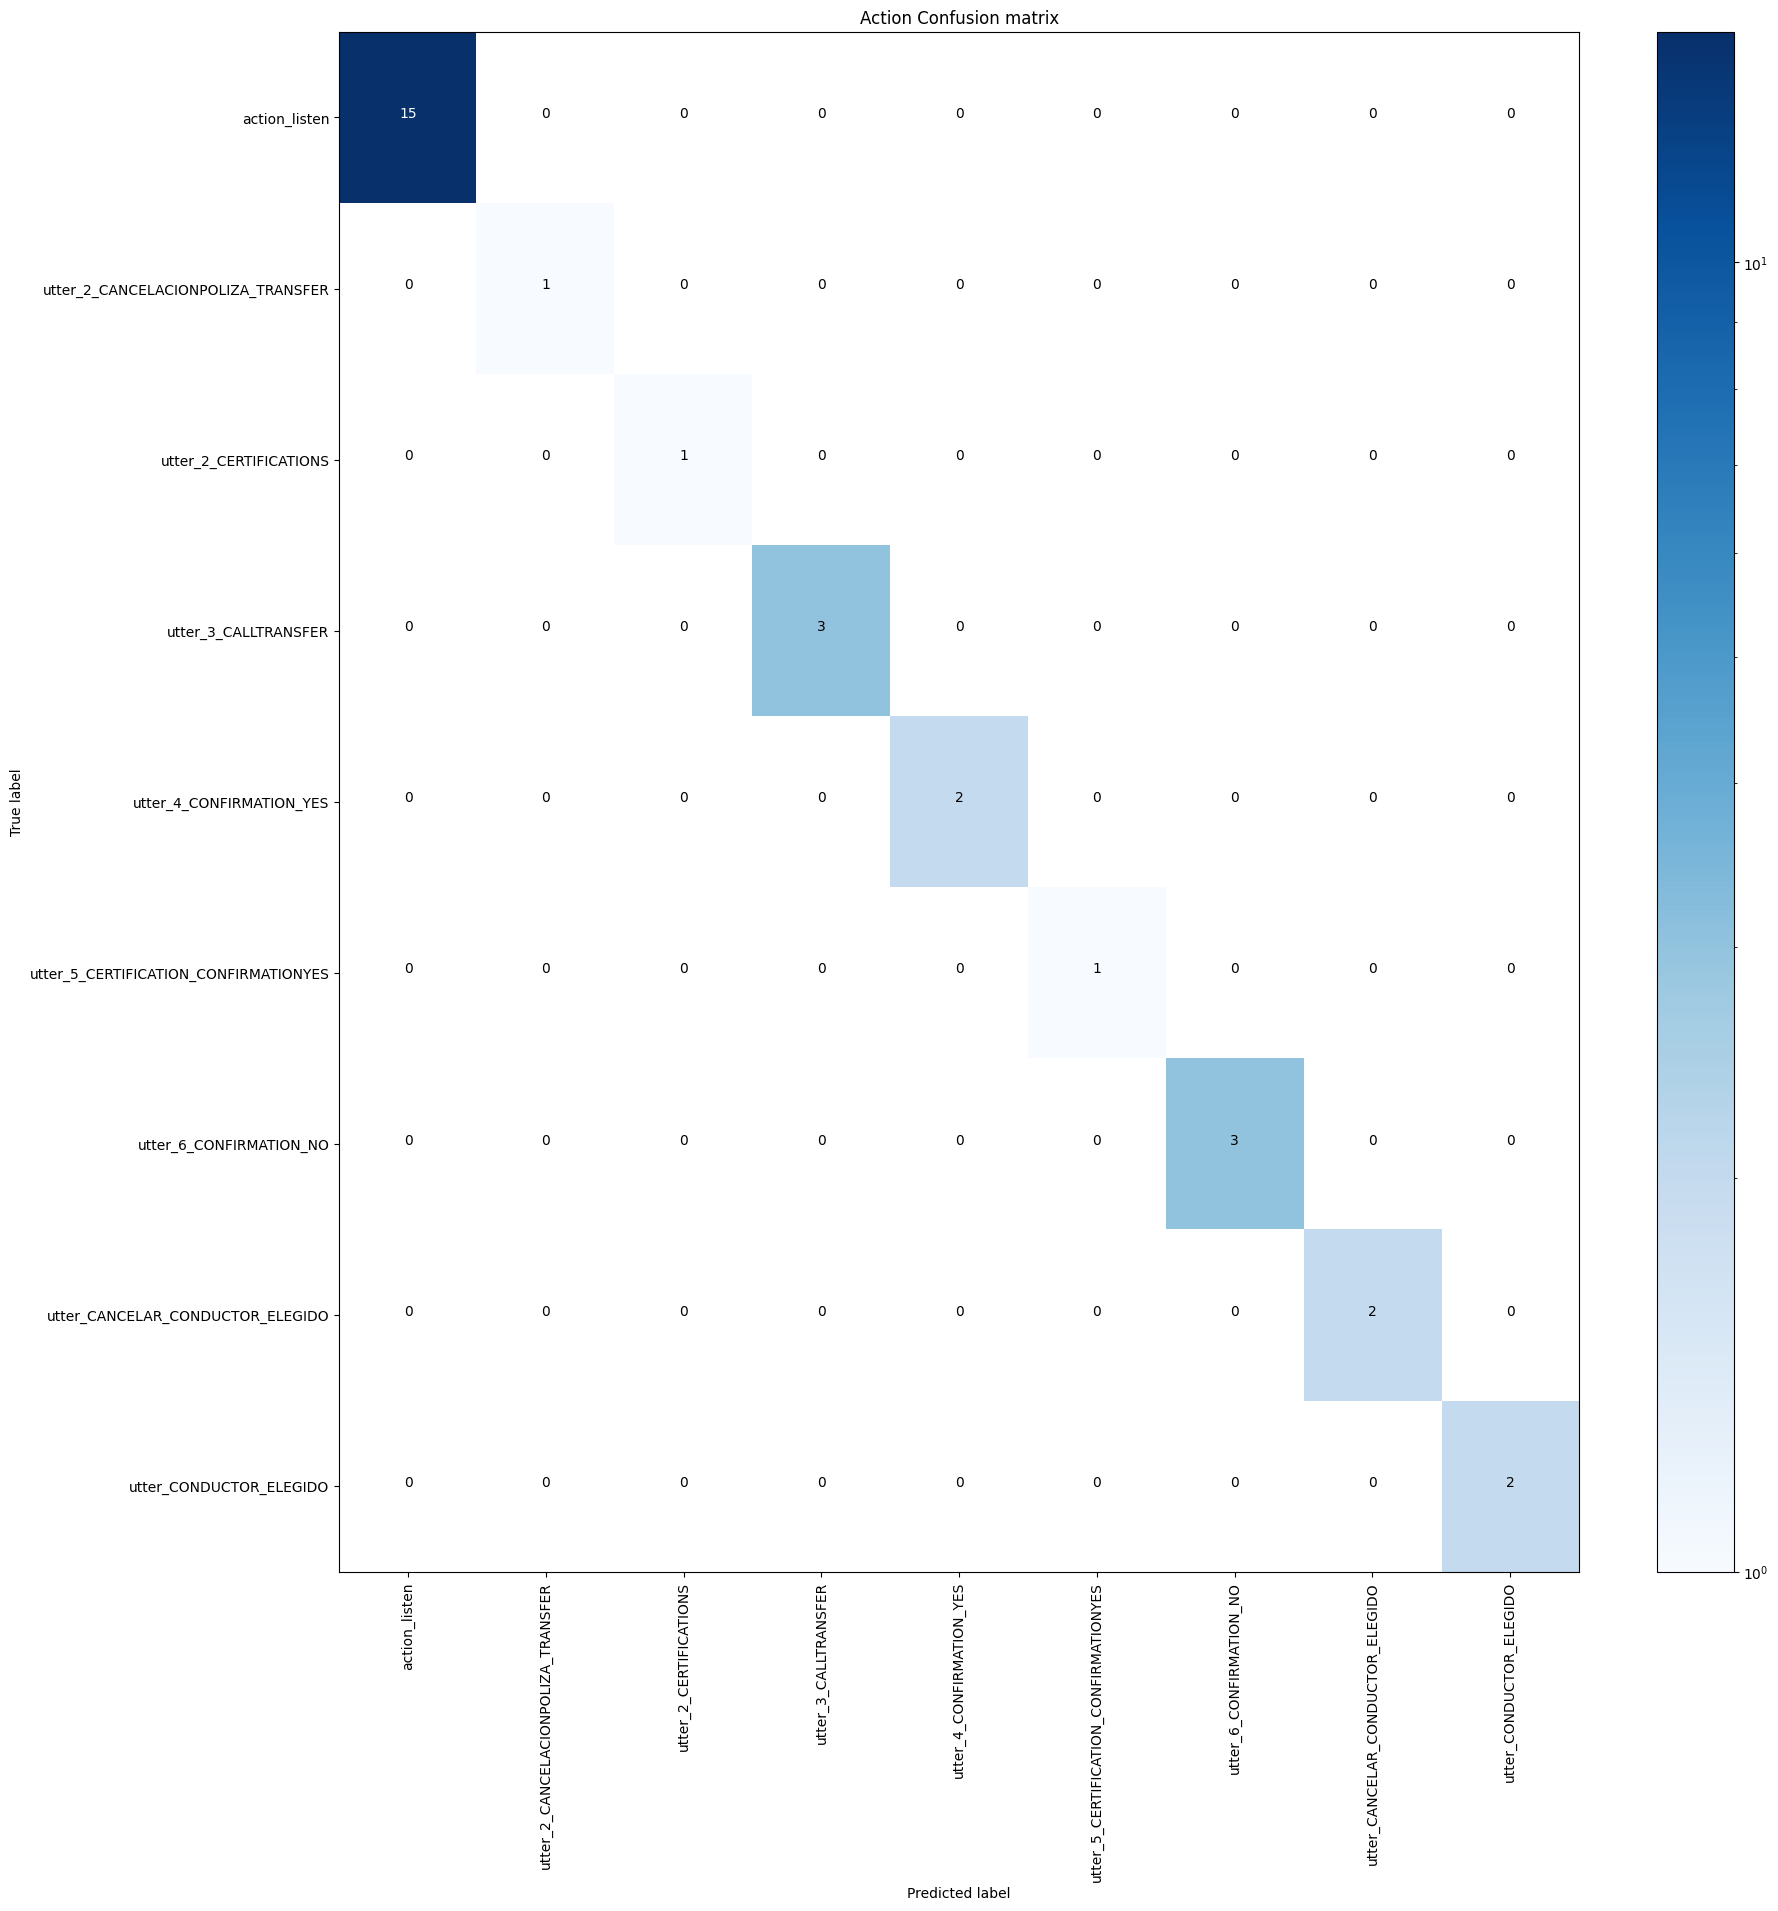 Action Confusion matrix
action_listen 15 0 0 0 0 0 0 0 0
utter_2_CANCELACIONPOLIZA_TRANSFER 0 1 0 0 0 0 0 0 0
utter_2_CERTIFICATIONS 0 0 1 0 0 0 0 0 0
utter_3_CALLTRANSFER 0 0 0 3 0 0 0 0 0
utter_4_CONFIRMATION_YES 0 0 0 0 2 0 0 0 0
utter_5_CERTIFICATION_CONFIRMATIONYES 0 0 0 0 0 1 0 0 0
utter_6_CONFIRMATION_NO 0 0 0 0 0 0 3 0 0
utter_CANCELAR_CONDUCTOR_ELEGIDO 0 0 0 0 0 0 0 2 0
utter_CONDUCTOR_ELEGIDO 0 0 0 0 0 0 0 0 2
True label
action_listen
utter_2_CANCELACIONPOLIZA_TRANSFER
utter_2_CERTIFICATIONS
utter_3_CALLTRANSFER
utter_4_CONFIRMATION_YES
utter_5_CERTIFICATION_CONFIRMATIONYES
utter_6_CONFIRMATION_NO
utter_CANCELAR_CONDUCTOR_ELEGIDO
utter_CONDUCTOR_ELEGIDO
Predicted label
10¹
10⁰